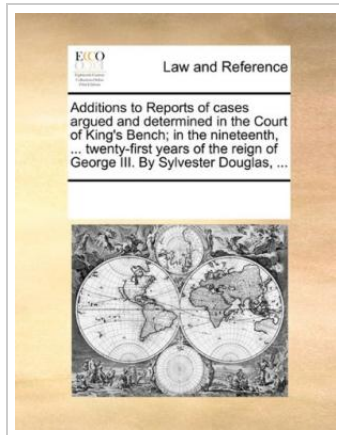 ECCO
Law and Reference
Additions to Reports of cases
argued and determined in the Court
of King's Bench; in the nineteenth,
... twenty-first years of the reign of
George III. By Sylvester Douglas, ...